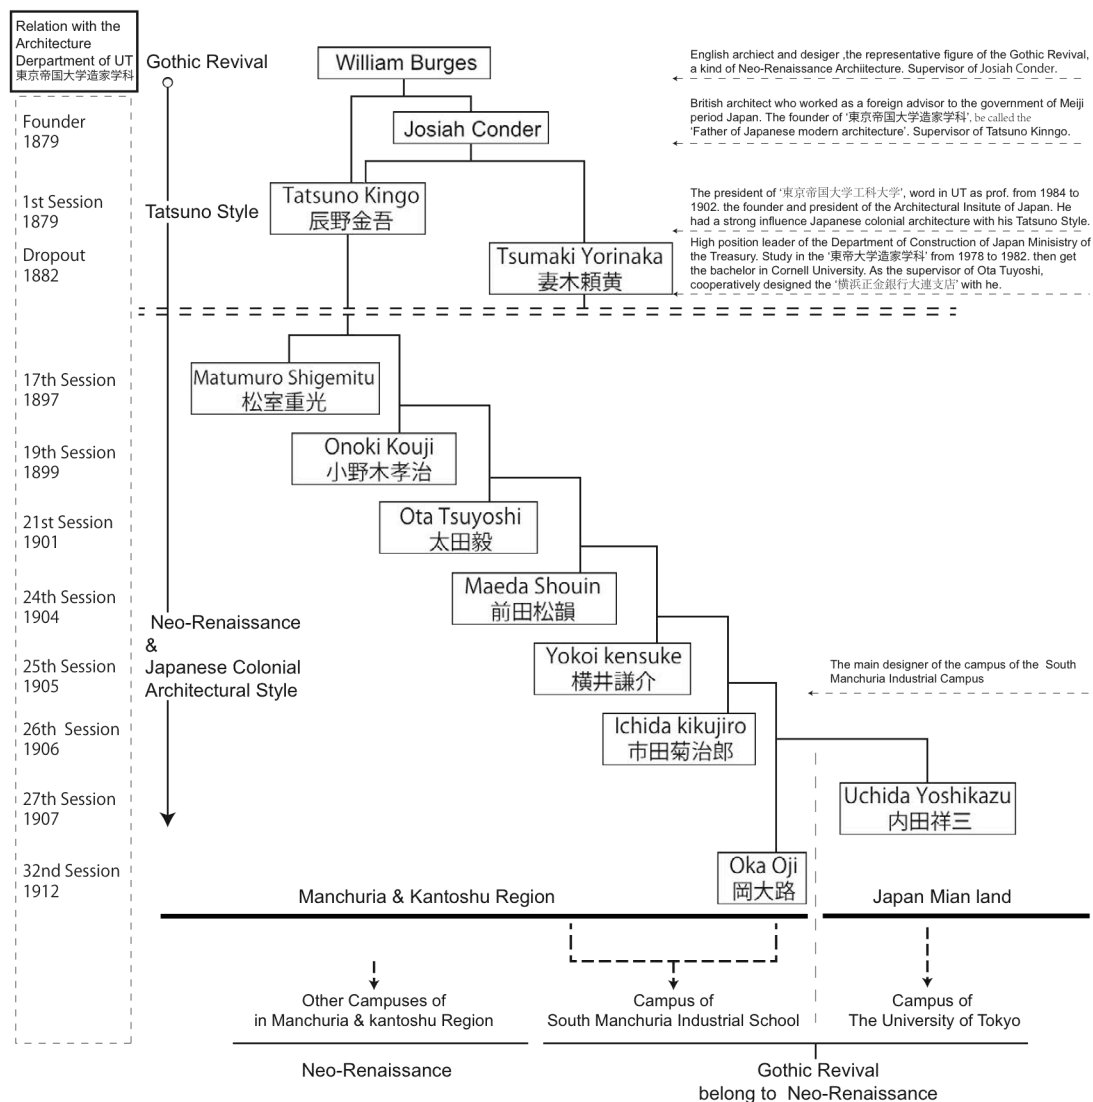 Relation with the
Architecture
Derpartment of UT
東京帝国大学造家学科
Gothic Revival
William Burges
English archiect and desiger ,the representative figure of the Gothic Revival,
a kind of Neo-Renaissance Archiitecture. Supervisor of Josiah Conder.
Founder
1879
Josiah Conder
British architect who worked as a foreign advisor to the government of Meiji
period Japan. The founder of ‘東京帝国大学造家学科’, be called the
‘Father of Japanese modern architecture’. Supervisor of Tatsuno Kinngo.
1st Session
1879
Tatsuno Style
Tatsuno Kingo
辰野金吾
The president of ‘東京帝国大学工科大学’, word in UT as prof. from 1984 to
1902. the founder and president of the Architectural Insitute of Japan. He
had a strong influence Japanese colonial architecture with his Tatsuno Style.
Dropout
1882
Tsumaki Yorinaka
妻木頼黄
High position leader of the Department of Construction of Japan Minisistry of
the Treasury. Study in the ‘東帝大学造家学科’ from 1978 to 1982. then get
the bachelor in Cornell University. As the supervisor of Ota Tuyoshi,
cooperatively designed the ‘横浜正金銀行大連支店’ with he.
17th Session
1897
Matumuro Shigemitu
松室重光
19th Session
1899
Onoki Kouji
小野木孝治
21st Session
1901
Ota Tsuyoshi
太田毅
24th Session
1904
Maeda Shouin
前田松韻
Neo-Renaissance
&
Japanese Colonial
Architectural Style
25th Session
1905
Yokoi kensuke
横井謙介
The main designer of the campus of the South
Manchuria Industrial Campus
26th Session
1906
Ichida kikujiro
市田菊治郎
27th Session
1907
Uchida Yoshikazu
内田祥三
32nd Session
1912
Oka Oji
岡大路
Manchuria & Kantoshu Region
Japan Mian land
Other Campuses of
in Manchuria & kantoshu Region
Campus of
South Manchuria Industrial School
Campus of
The University of Tokyo
Neo-Renaissance
Gothic Revival
belong to Neo-Renaissance